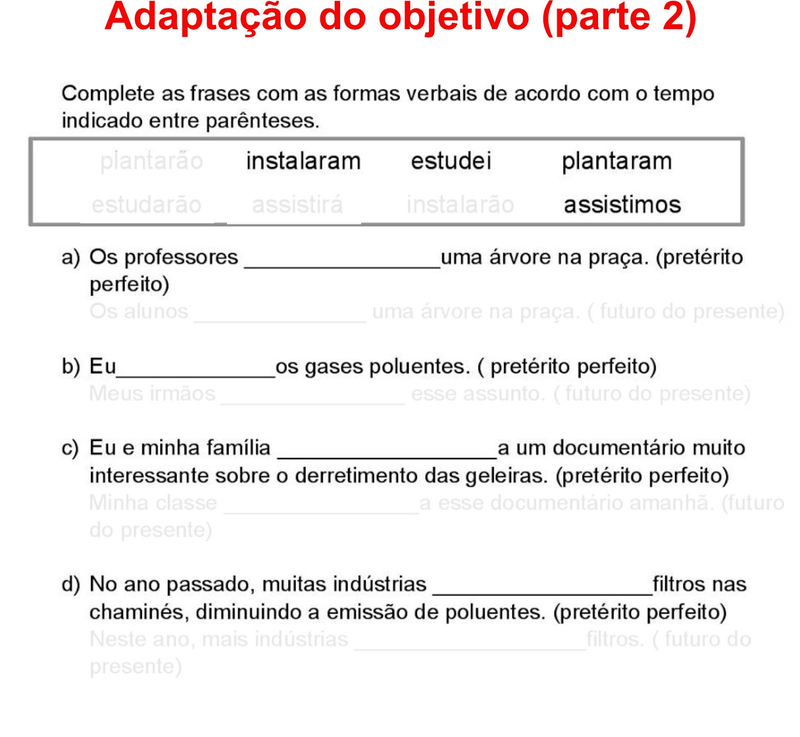 Adaptação do objetivo (parte 2)
Complete as frases com as formas verbais de acordo com o tempo
indicado entre parênteses.
plantarão instalaram estudei plantaram
estudarão assistirá instalarão assistimos
a) Os professores ________________uma árvore na praça. (pretérito
perfeito)
Os alunos ______________ uma árvore na praça. ( futuro do presente)
b) Eu_____________os gases poluentes. ( pretérito perfeito)
Meus irmãos _______________ esse assunto. ( futuro do presente)
c) Eu e minha família __________________a um documentário muito
interessante sobre o derretimento das geleiras. (pretérito perfeito)
Minha classe ________________a esse documentário amanhã. (futuro
do presente)
d) No ano passado, muitas indústrias __________________filtros nas
chaminés, diminuindo a emissão de poluentes. (pretérito perfeito)
Neste ano, mais indústrias ___________________filtros. ( futuro do
presente)